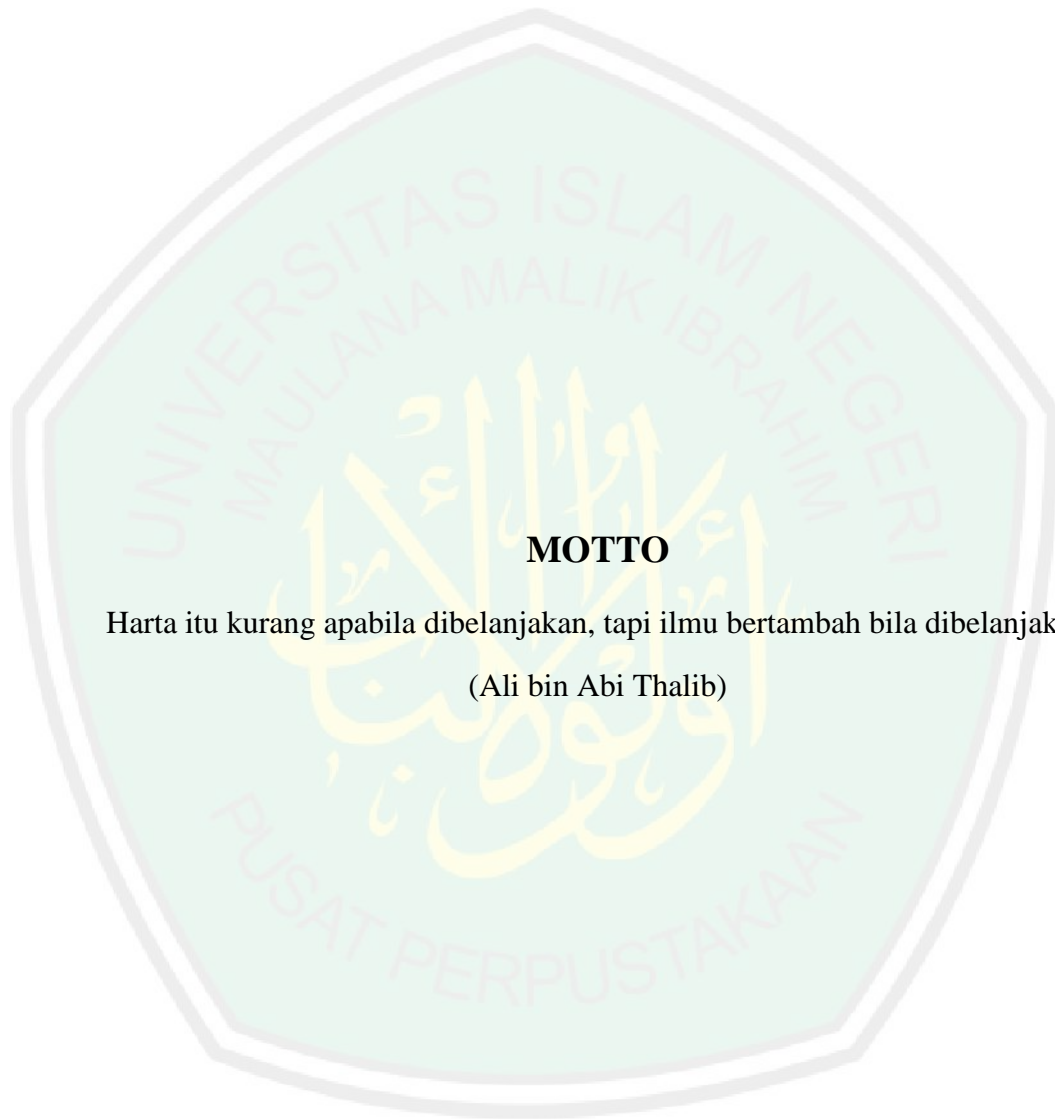 UNIVERSITAS ISLAM NEGERI
MAULANA MALIK IBRAHIM
MOTTO
Harta itu kurang apabila dibelanjakan, tapi ilmu bertambah bila dibelanjak
(Ali bin Abi Thalib)
PUSAT PERPUSTAKAAN